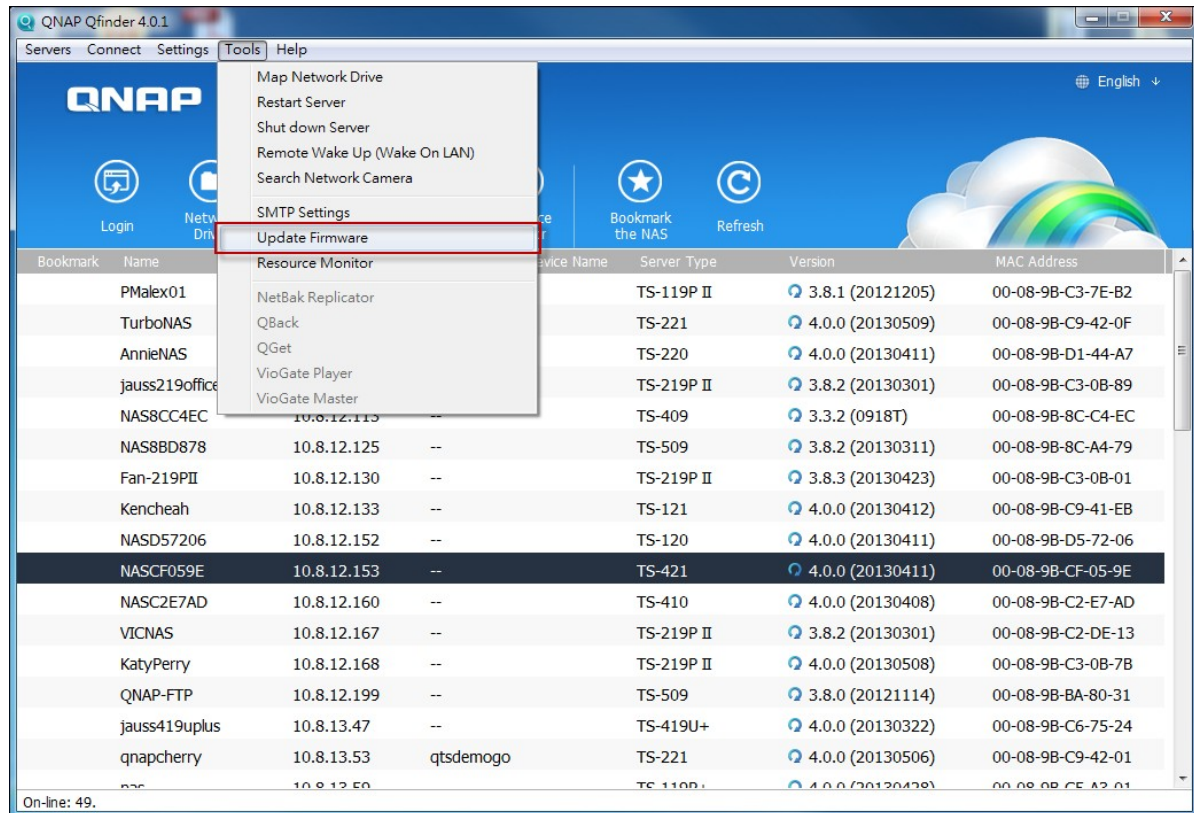 QNAP Qfinder 4.0.1
Servers Connect Settings Tools Help
QNAP
English
Map Network Drive
Restart Server
Shut down Server
Remote Wake Up (Wake On LAN)
Search Network Camera
SMTP Settings
Update Firmware
Resource Monitor
NetBak Replicator
QBack
QGet
VioGate Player
VioGate Master
Login
Bookmark the NAS
Refresh
Bookmark Name Name Server Type Version MAC Address
PMalex01 TS-119P II 3.8.1 (20121205) 00-08-9B-C3-7E-B2
TurboNAS TS-221 4.0.0 (20130509) 00-08-9B-C9-42-0F
AnnieNAS TS-220 4.0.0 (20130411) 00-08-9B-D1-44-A7
jauss219office TS-219P II 3.8.2 (20130301) 00-08-9B-C3-0B-89
NAS8CC4EC 10.8.12.113 -- TS-409 3.3.2 (0918T) 00-08-9B-8C-C4-EC
NAS8BD878 10.8.12.125 -- TS-509 3.8.2 (20130311) 00-08-9B-8C-A4-79
Fan-219PII 10.8.12.130 -- TS-219P II 3.8.3 (20130423) 00-08-9B-C3-0B-01
Kencheah 10.8.12.133 -- TS-121 4.0.0 (20130412) 00-08-9B-C9-41-EB
NASD57206 10.8.12.152 -- TS-120 4.0.0 (20130411) 00-08-9B-D5-72-06
NASCF059E 10.8.12.153 -- TS-421 4.0.0 (20130411) 00-08-9B-CF-05-9E
NASC2E7AD 10.8.12.160 -- TS-410 4.0.0 (20130408) 00-08-9B-C2-E7-AD
VICNAS 10.8.12.167 -- TS-219P II 3.8.2 (20130301) 00-08-9B-C2-DE-13
KatyPerry 10.8.12.168 -- TS-219P II 4.0.0 (20130508) 00-08-9B-C3-0B-7B
QNAP-FTP 10.8.12.199 -- TS-509 3.8.0 (20121114) 00-08-9B-BA-80-31
jauss419uplus 10.8.13.47 -- TS-419U+ 4.0.0 (20130322) 00-08-9B-C6-75-24
qnapcherry 10.8.13.53 qtsdemogo TS-221 4.0.0 (20130506) 00-08-9B-C9-42-01
On-line: 49.